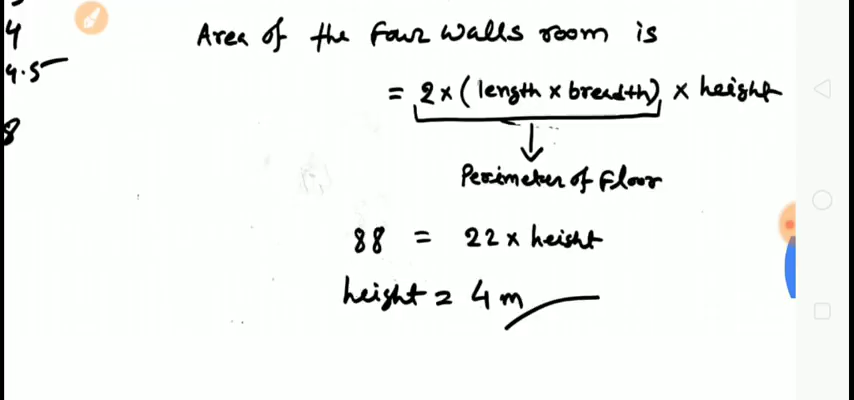 4
4.5
8
Area of the Four walls room is
= 2 × (length × breadth) × height
Perimeter of Floor
88 = 22 × height
height = 4 m